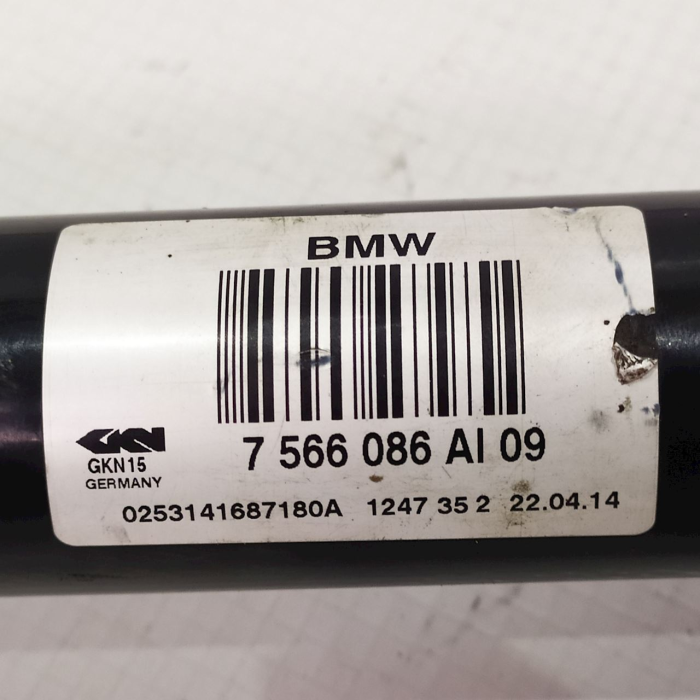 BMW
7 566 086 AI 09
GKN
GKN15
GERMANY
0253141687180A 1247 35 2 22.04.14